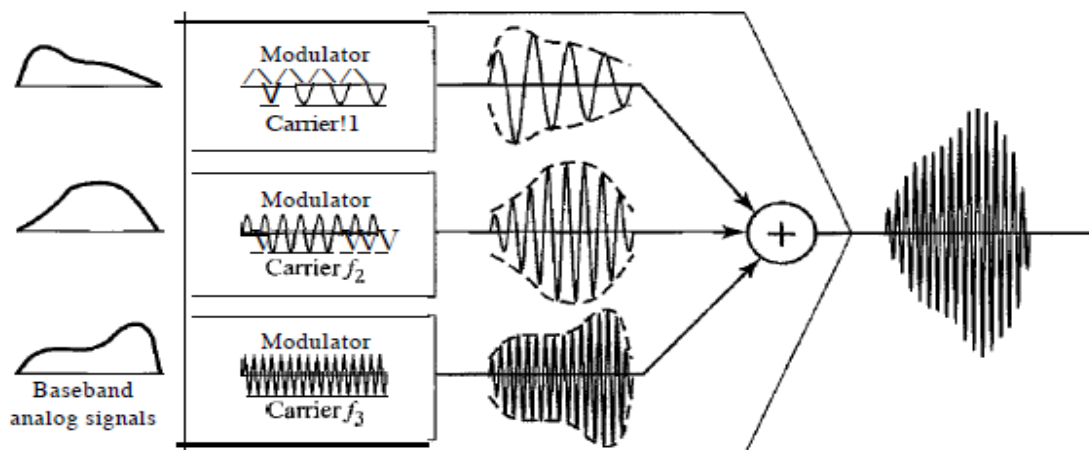 Modulator
Carrier!1
Modulator
Carrier f2
Modulator
Carrier f3
Baseband
analog signals
+